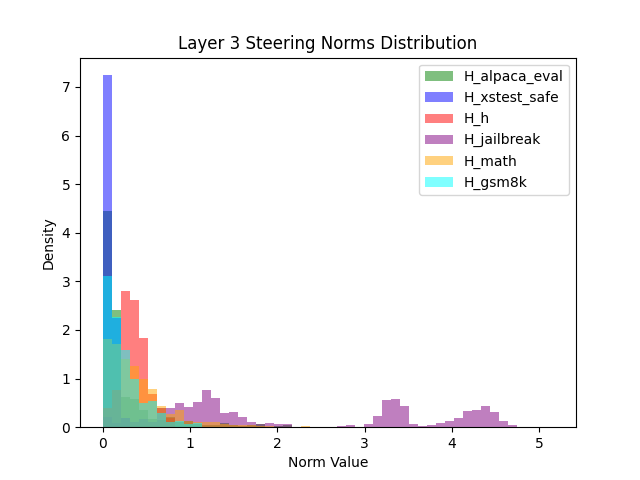 Layer 3 Steering Norms Distribution
H_alpaca_eval
H_xstest_safe
H_h
H_jailbreak
H_math
H_gsm8k
7
6
5
4
3
2
1
0
Density
0 1 2 3 4 5
Norm Value